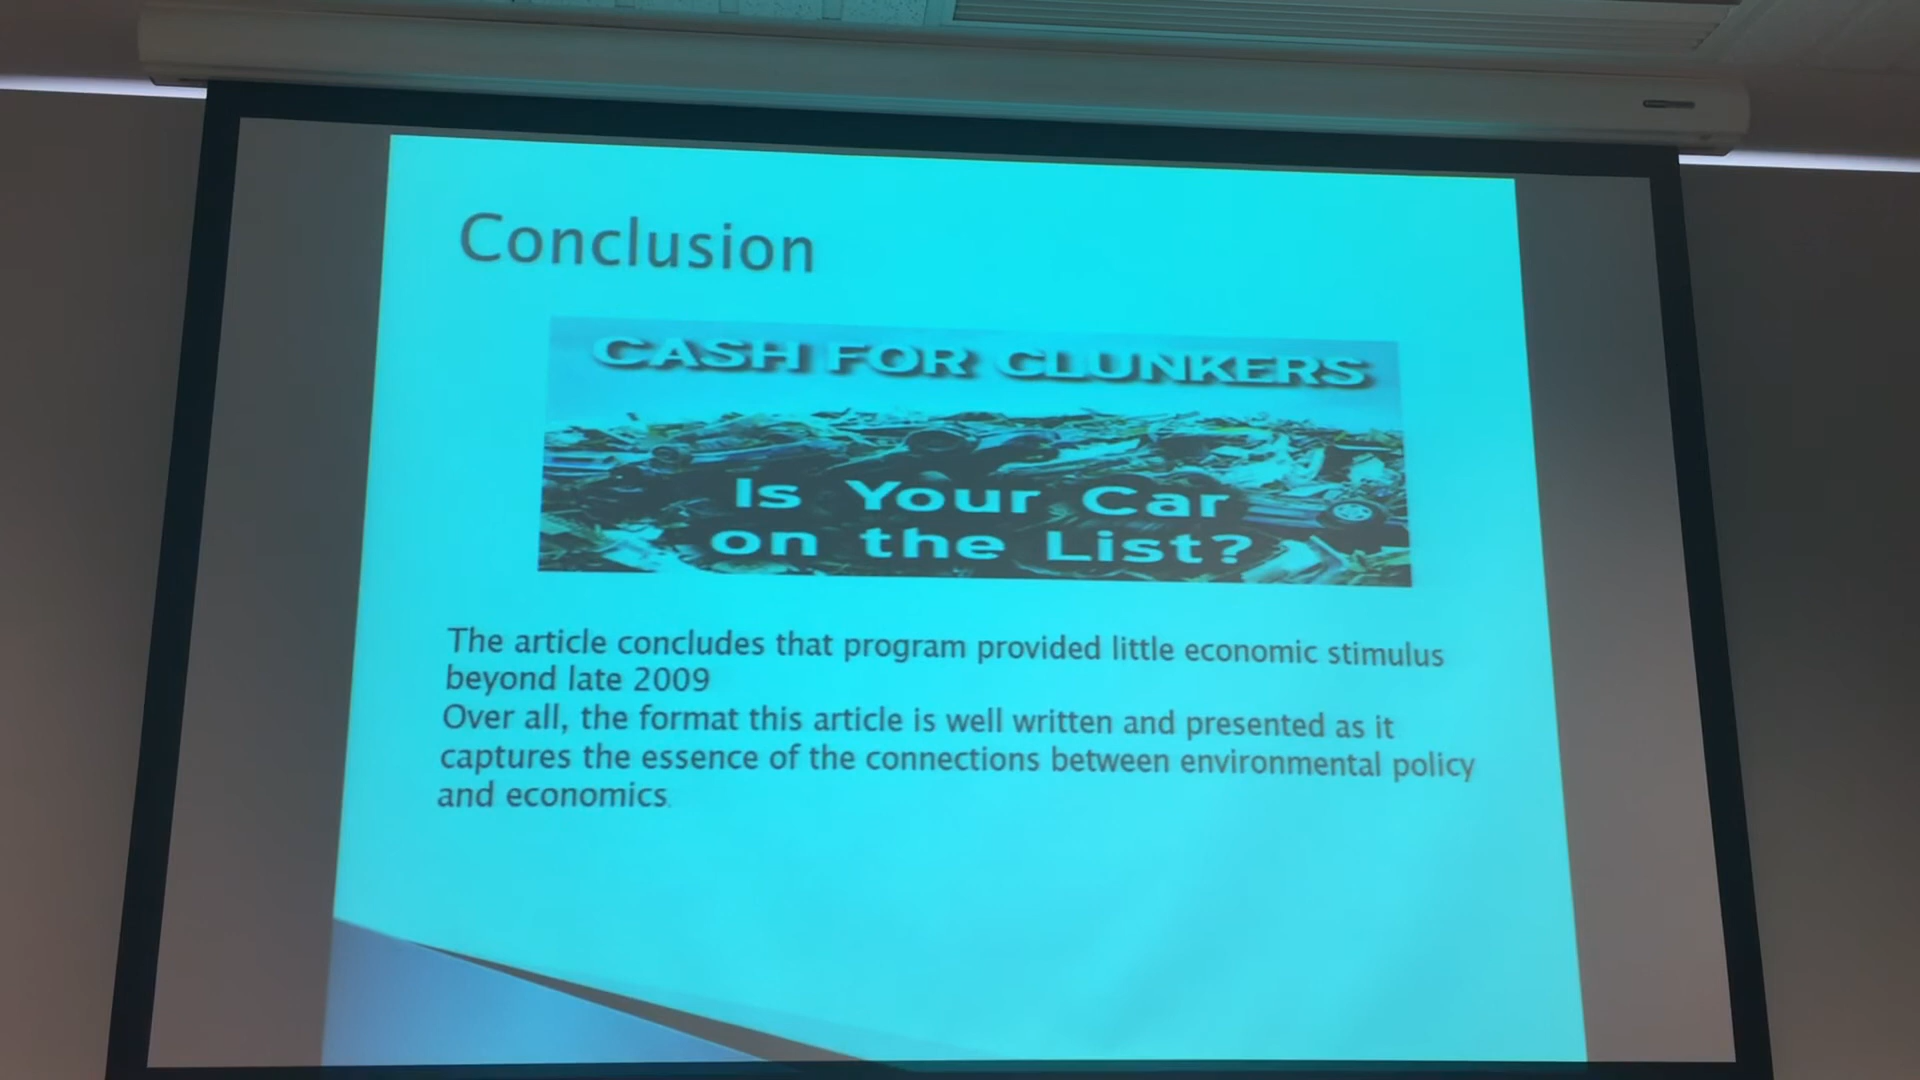 Conclusion
CASH FOR CLUNKERS
Is Your Car
on the List?
The article concludes that program provided little economic stimulus
beyond late 2009
Over all, the format this article is well written and presented as it
captures the essence of the connections between environmental policy
and economics.